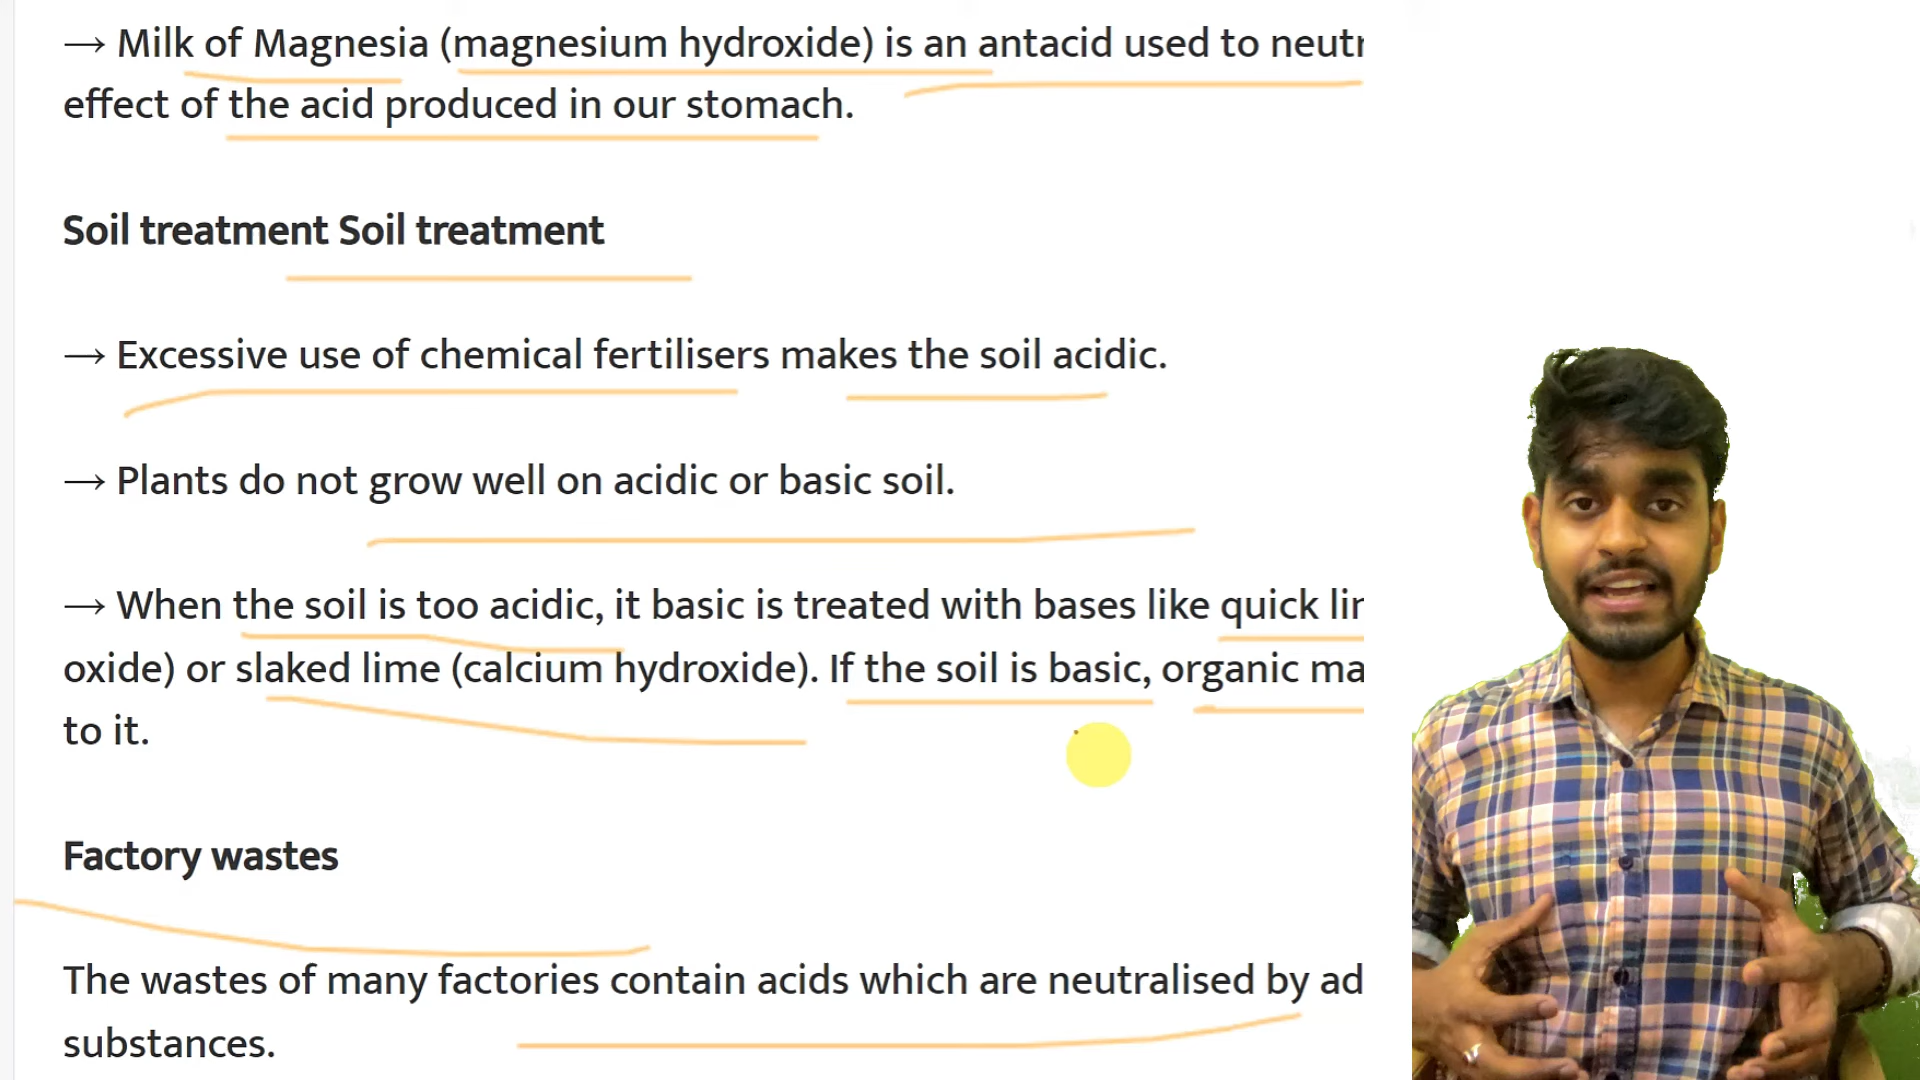 → Milk of Magnesia (magnesium hydroxide) is an antacid used to
effect of the acid produced in our stomach.
Soil treatment Soil treatment
→ Excessive use of chemical fertilisers makes the soil acidic.
→ Plants do not grow well on acidic or basic soil.
→ When the soil is too acidic, it basic is treated with bases like quick
oxide) or slaked lime (calcium hydroxide). If the soil is basic, organic
to it.
Factory wastes
The wastes of many factories contain acids which are neutralised by
substances.